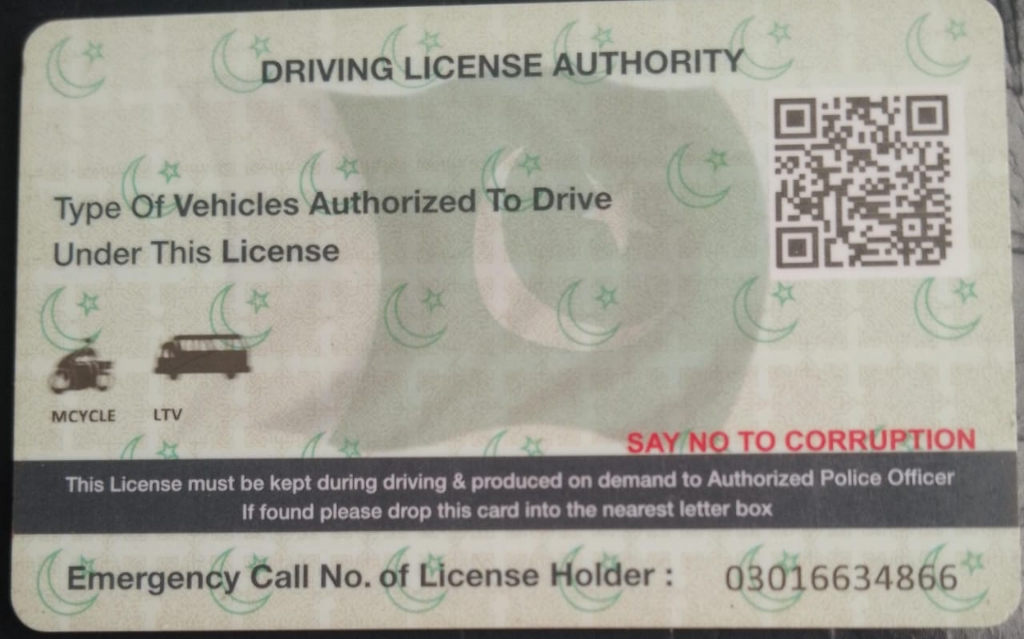 DRIVING LICENSE AUTHORITY
Type Of Vehicles Authorized To Drive
Under This License
MCYCLE LTV
SAY NO TO CORRUPTION
This License must be kept during driving & produced on demand to Authorized Police Officer
If found please drop this card into the nearest letter box
Emergency Call No. of License Holder : 03016634866